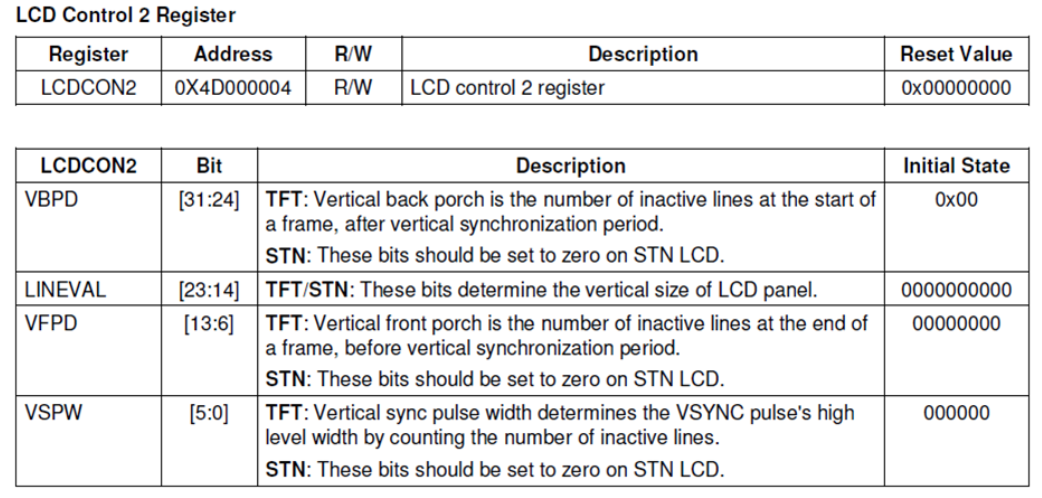 LCD Control 2 Register
Register Address R/W Description Reset Value
LCDCON2 0X4D000004 R/W LCD control 2 register 0x00000000
LCDCON2 Bit Description Initial State
VBPD [31:24] TFT: Vertical back porch is the number of inactive lines at the start of 0x00
a frame, after vertical synchronization period.
STN: These bits should be set to zero on STN LCD.
LINEVAL [23:14] TFT/STN: These bits determine the vertical size of LCD panel. 0000000000
VFPD [13:6] TFT: Vertical front porch is the number of inactive lines at the end of 00000000
a frame, before vertical synchronization period.
STN: These bits should be set to zero on STN LCD.
VSPW [5:0] TFT: Vertical sync pulse width determines the VSYNC pulse's high 000000
level width by counting the number of inactive lines.
STN: These bits should be set to zero on STN LCD.